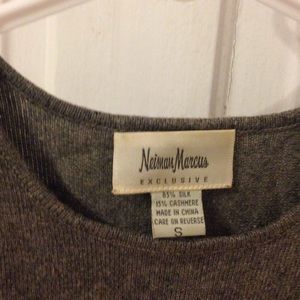 Neiman Marcus
EXCLUSIVE
85% SILK
15% CASHMERE
MADE IN CHINA
CARE ON REVERSE
S